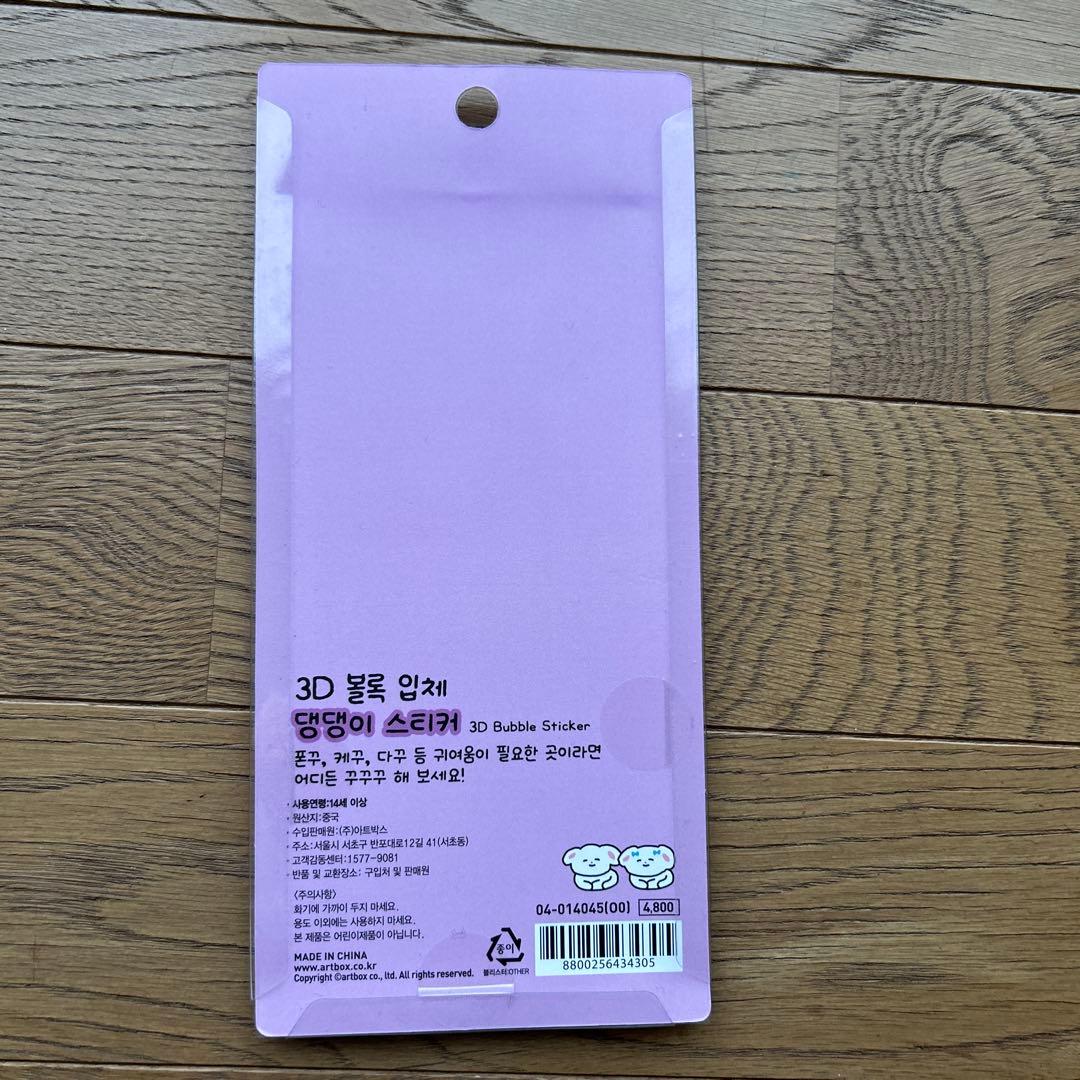 3D 볼록 입체
댕댕이 스티커 3D Bubble Sticker
폰꾸, 케꾸, 다꾸 등 귀여움이 필요한 곳이라면
어디든 꾸꾸꾸 해 보세요!
· 사용연령:14세 이상
· 원산지:중국
· 수입판매원:(주)아트박스
· 주소:서울시 서초구 반포대로12길 41(서초동)
· 고객감동센터:1577-9081
· 반품 및 교환장소: 구입처 및 판매원
〈주의사항〉
화기에 가까이 두지 마세요.
용도 이외에는 사용하지 마세요.
본 제품은 어린이제품이 아닙니다.
MADE IN CHINA
www.artbox.co.kr
Copyright ©artbox co., ltd. All rights reserved.
종이
블리스터:OTHER
04-014045(00) 4,800
8800256434305